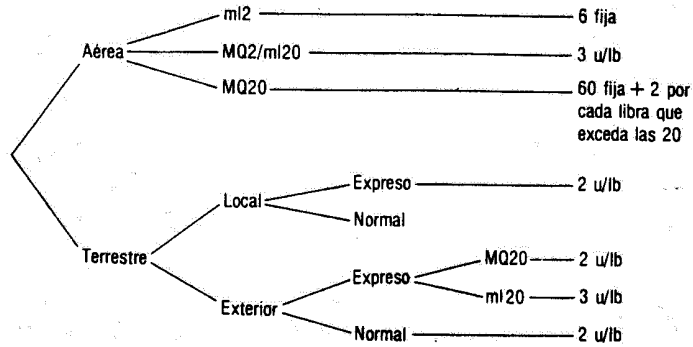 ml2 6 fija
Aérea MQ2/ml20 3 u/lb
MQ20 60 fija + 2 por
cada libra que
exceda las 20
Expreso 2 u/lb
Local
Normal
Terrestre
MQ20 2 u/lb
Expreso
ml20 3 u/lb
Exterior
Normal 2 u/lb